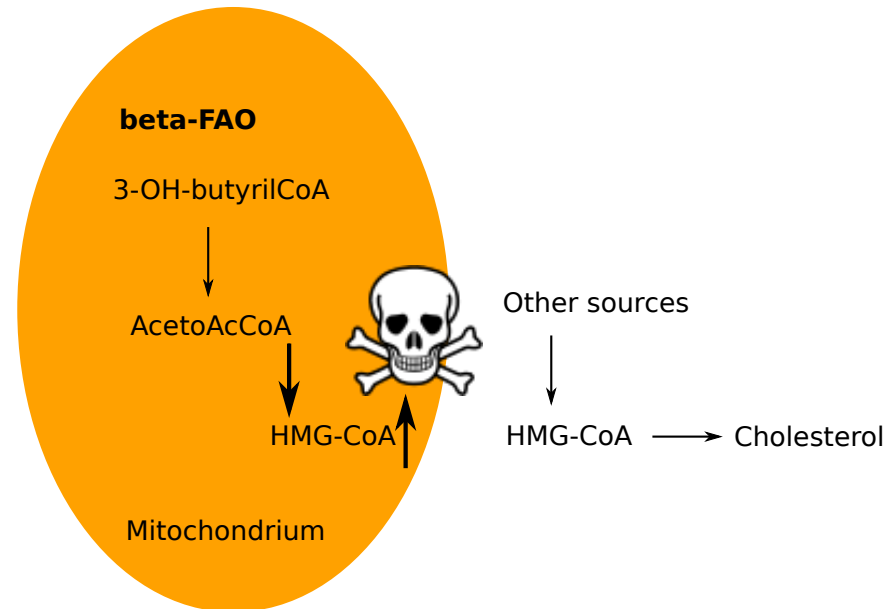 beta-FAO
3-OH-butyrilCoA
AcetoAcCoA
HMG-CoA
Mitochondrium
Other sources
HMG-CoA
Cholesterol